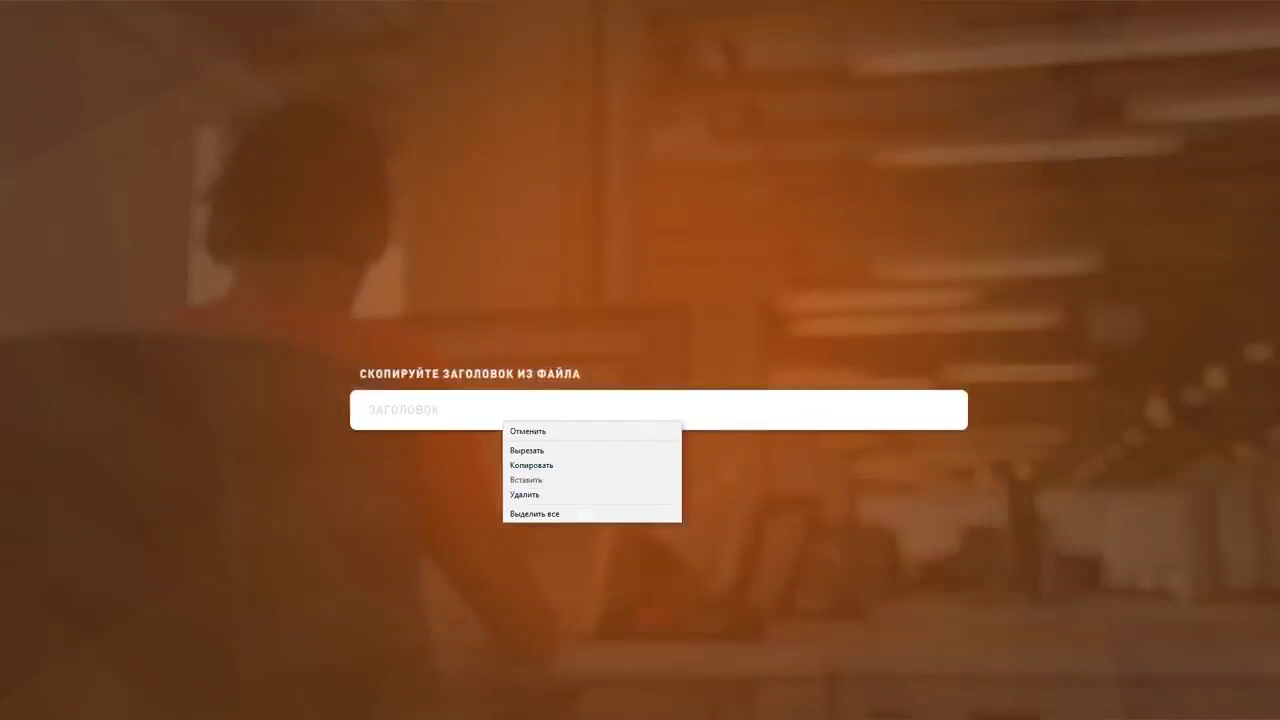 СКОПИРУЙТЕ ЗАГОЛОВОК ИЗ ФАЙЛА
ЗАГОЛОВОК
Отменить
Вырезать
Копировать
Вставить
Удалить
Выделить все